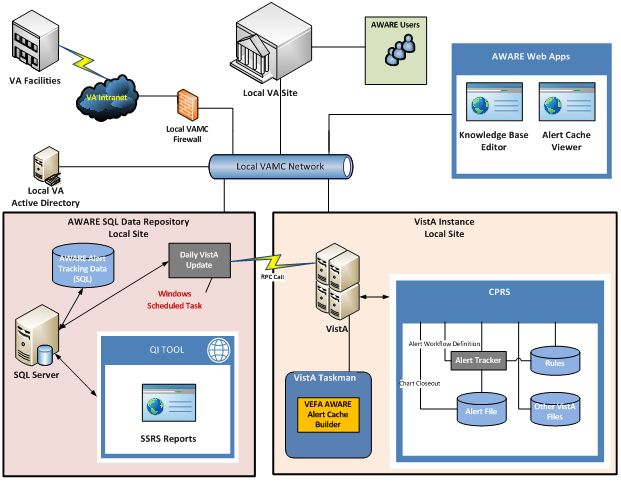 VA Facilities
VA Intranet
Local VAMC
Firewall
Local VA Site
AWARE Users
AWARE Web Apps
Knowledge Base
Editor
Alert Cache
Viewer
Local VA
Active Directory
Local VAMC Network
AWARE SQL Data Repository
Local Site
AWARE Alert
Tracking Data
(SQL)
Daily VistA
Update
Windows
Scheduled Task
RPC Call
SQL Server
QI TOOL
SSRS Reports
VistA Instance
Local Site
VistA
VistA Taskman
VEFA AWARE
Alert Cache
Builder
CPRS
Alert Workflow Definition
Alert Tracker
Rules
Chart Closeout
Alert File
Other VistA
Files